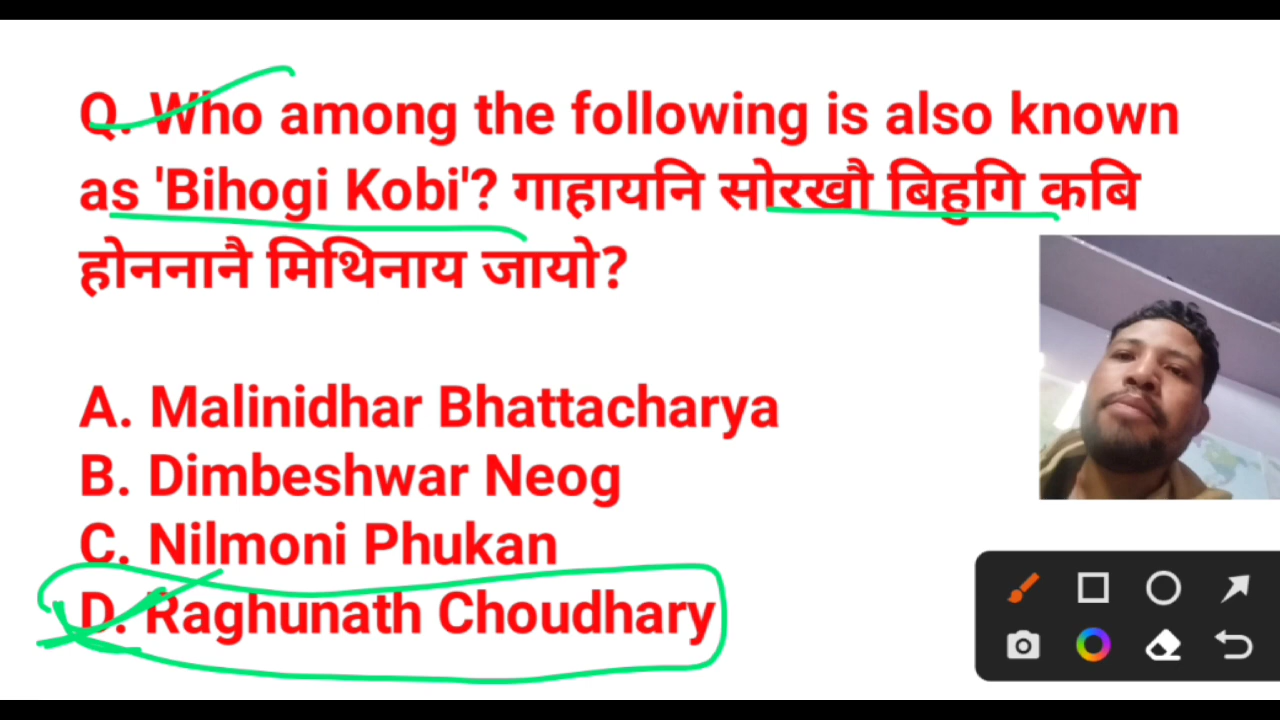 Q. Who among the following is also known
as 'Bihogi Kobi'? गाहायनि सोरखौ बिहुगि कबि
होननानै मिथिनाय जायो?
A. Malinidhar Bhattacharya
B. Dimbeshwar Neog
C. Nilmoni Phukan
D. Raghunath Choudhary